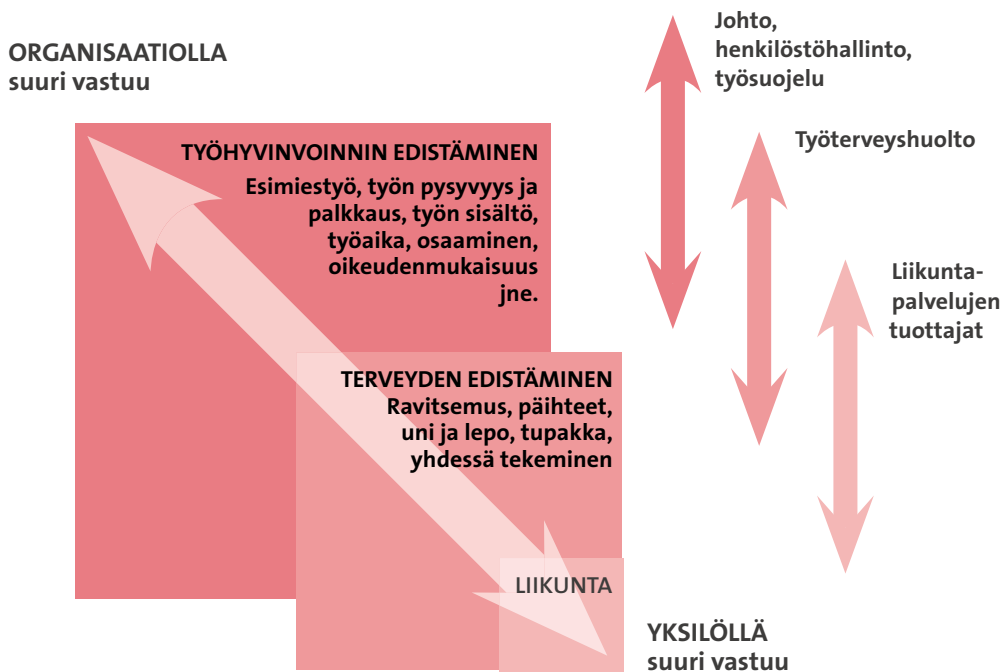 ORGANISAATIOLLA
suuri vastuu
Johto,
henkilöstöhallinto,
työsuojelu
TYÖHYVINVOINNIN EDISTÄMINEN
Esimiestyö, työn pysyvyys ja
palkkaus, työn sisältö,
työaika, osaaminen,
oikeudenmukaisuus
jne.
Työterveyshuolto
Liikunta-
palvelujen
tuottajat
TERVEYDEN EDISTÄMINEN
Ravitsemus, päihteet,
uni ja lepo, tupakka,
yhdessä tekeminen
LIIKUNTA
YKSILÖLLÄ
suuri vastuu